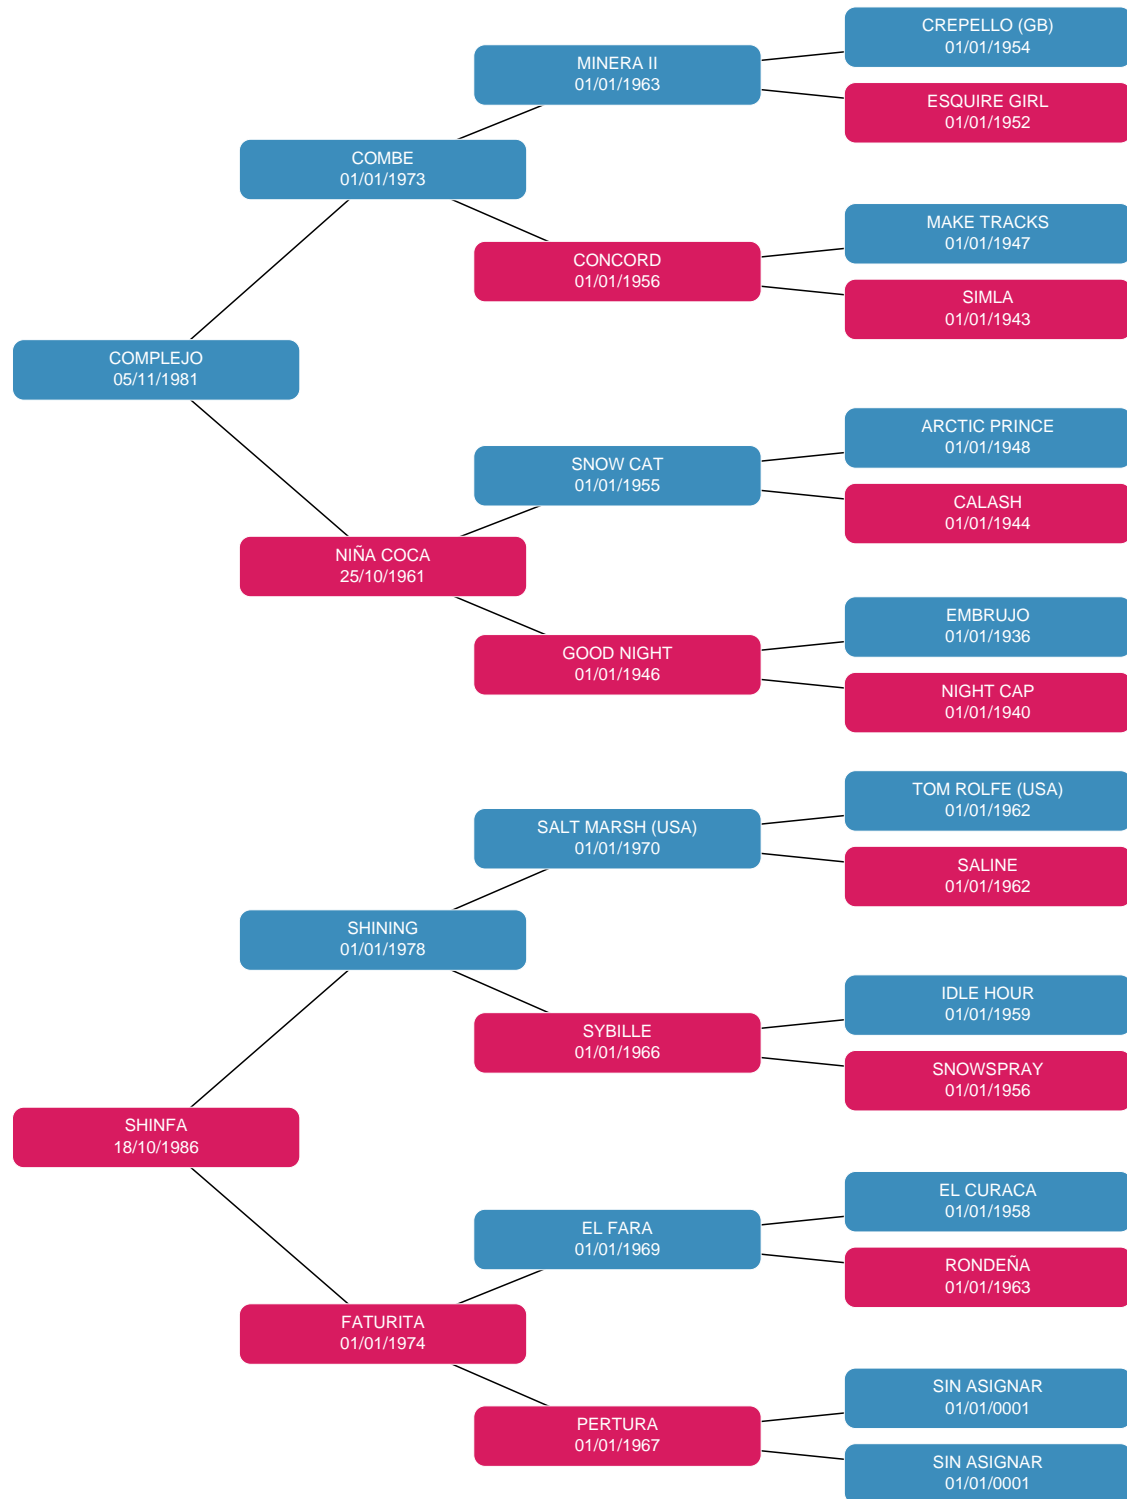 CREPELLO (GB)
01/01/1954
MINERA II
01/01/1963
ESQUIRE GIRL
01/01/1952
COMBE
01/01/1973
MAKE TRACKS
01/01/1947
CONCORD
01/01/1956
SIMLA
01/01/1943
COMPLEJO
05/11/1981
ARCTIC PRINCE
01/01/1948
SNOW CAT
01/01/1955
CALASH
01/01/1944
NIÑA COCA
25/10/1961
EMBRUJO
01/01/1936
GOOD NIGHT
01/01/1946
NIGHT CAP
01/01/1940
TOM ROLFE (USA)
01/01/1962
SALT MARSH (USA)
01/01/1970
SALINE
01/01/1962
SHINING
01/01/1978
IDLE HOUR
01/01/1959
SYBILLE
01/01/1966
SNOWSPRAY
01/01/1956
SHINFA
18/10/1986
EL CURACA
01/01/1958
EL FARA
01/01/1969
RONDEÑA
01/01/1963
FATURITA
01/01/1974
SIN ASIGNAR
01/01/0001
PERTURA
01/01/1967
SIN ASIGNAR
01/01/0001